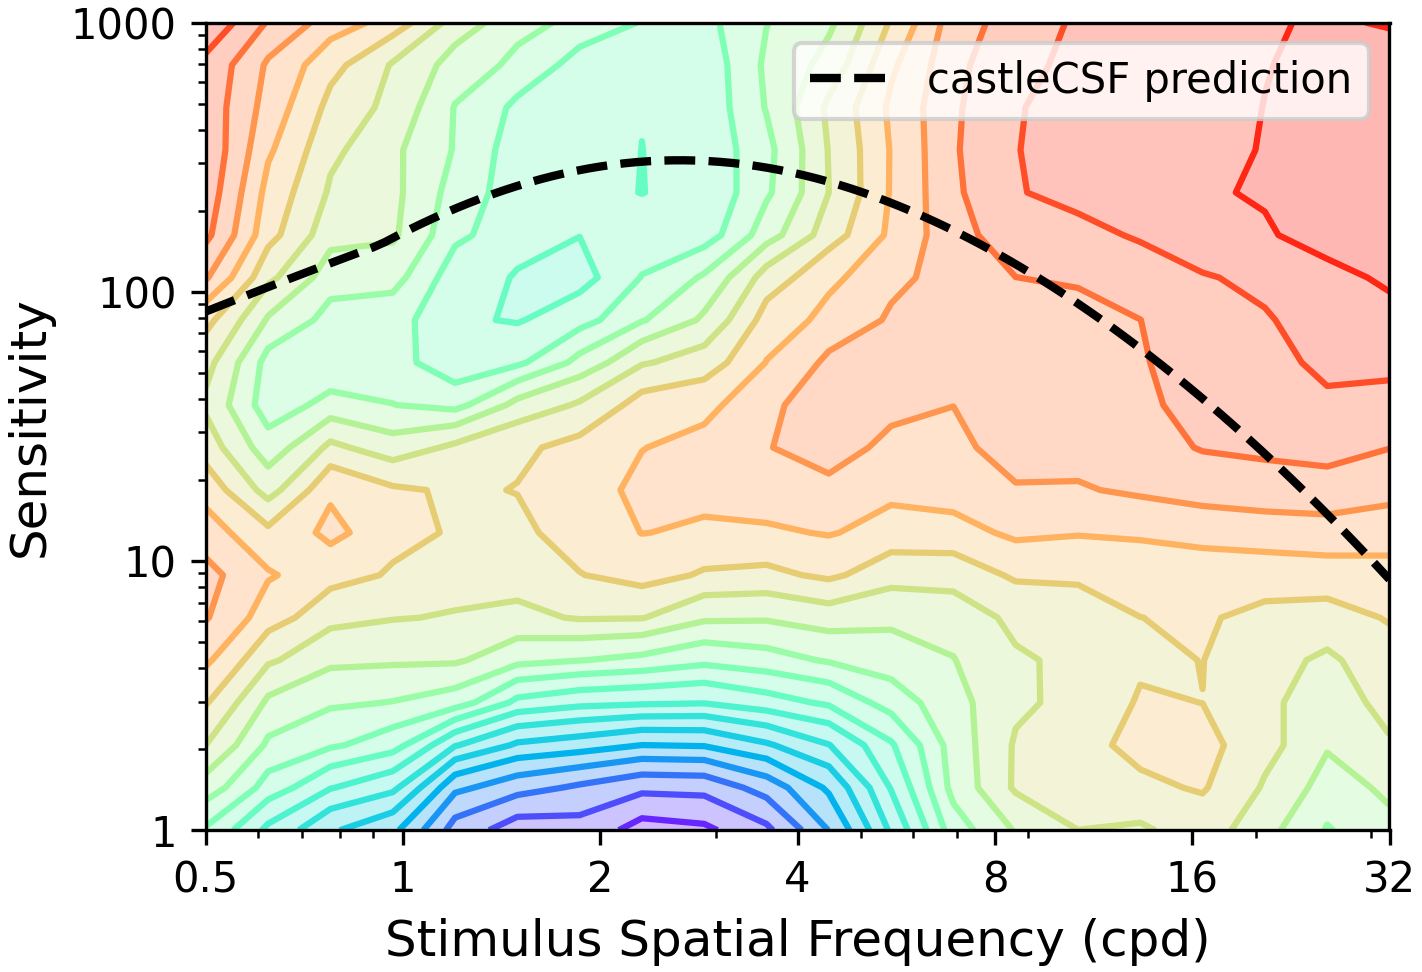 1000
100
10
1
Sensitivity
castleCSF prediction
0.5 1 2 4 8 16 32
Stimulus Spatial Frequency (cpd)